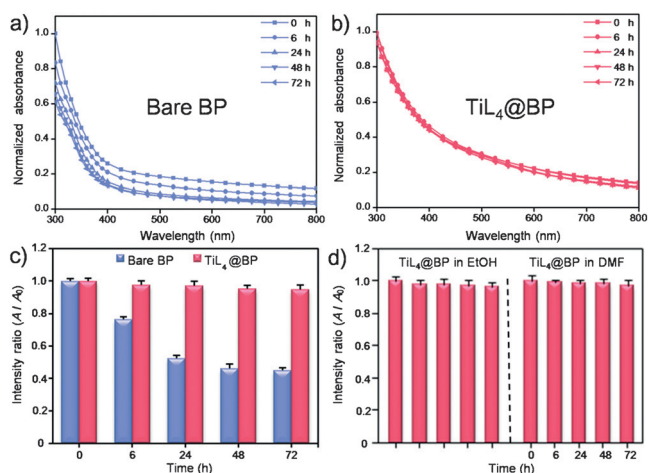 a)
1.0
0.8
0.6
0.4
0.2
0.0
Normalized absorbance
Bare BP
0 h
6 h
24 h
48 h
72 h
300 400 500 600 700 800
Wavelength (nm)
b)
1.0
0.8
0.6
0.4
0.2
0.0
Normalized absorbance
TiL4@BP
0 h
6 h
24 h
48 h
72 h
300 400 500 600 700 800
Wavelength (nm)
c)
1.2
1.0
0.8
0.6
0.4
0.2
0
Intensity ratio (A / A0)
Bare BP TiL4@BP
0 6 24 48 72
Time (h)
d)
1.2
1.0
0.8
0.6
0.4
0.2
0
Intensity ratio (A / A0)
TiL4@BP in EtOH TiL4@BP in DMF
0 6 24 48 72
Time (h)